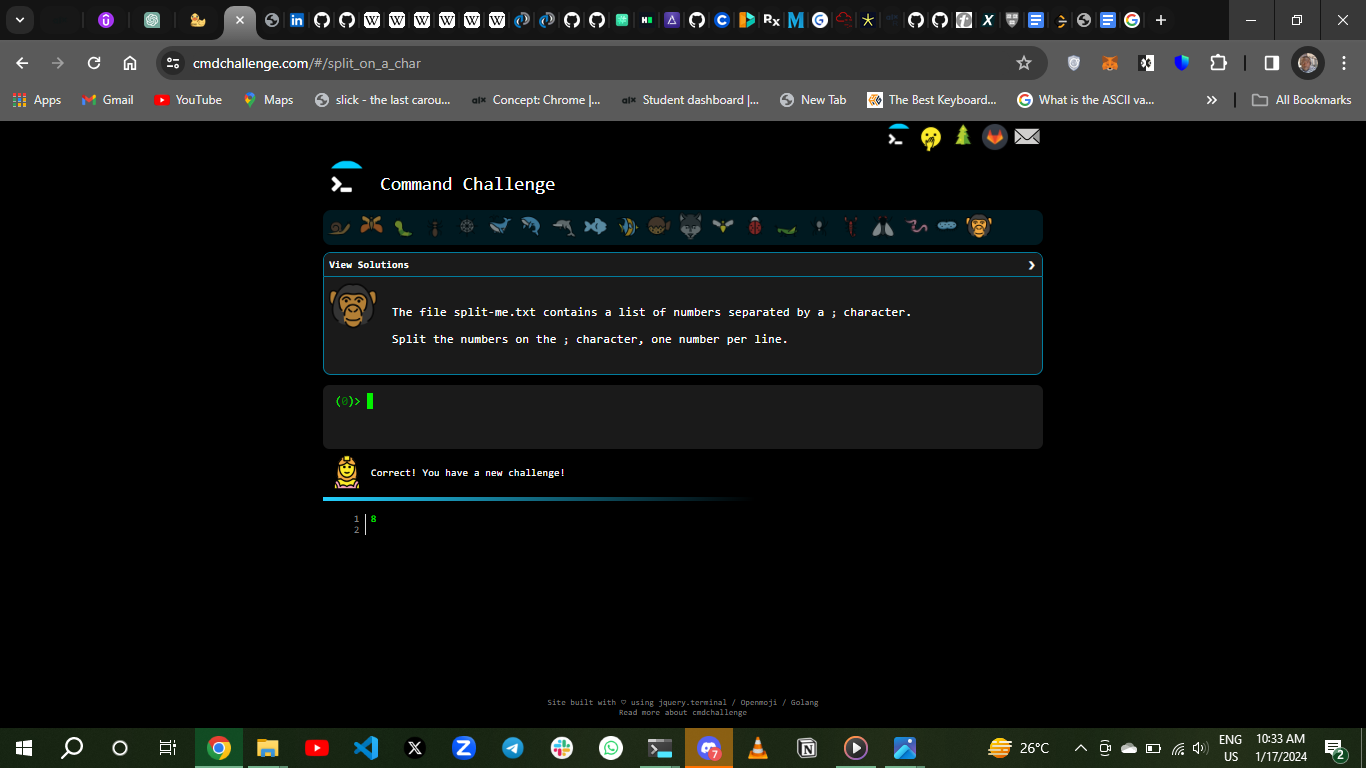 cmdchallenge.com/#/split_on_a_char
Apps
Gmail
YouTube
Maps
slick - the last carou...
Concept: Chrome |...
Student dashboard |...
New Tab
The Best Keyboard...
What is the ASCII va...
All Bookmarks
Command Challenge
View Solutions
The file split-me.txt contains a list of numbers separated by a ; character.
Split the numbers on the ; character, one number per line.
(0)>
Correct! You have a new challenge!
1 8
2
Site built with ♡ using jquery.terminal / Openmoji / Golang
Read more about cmdchallenge
26°C
ENG
US
10:33 AM
1/17/2024
7
2